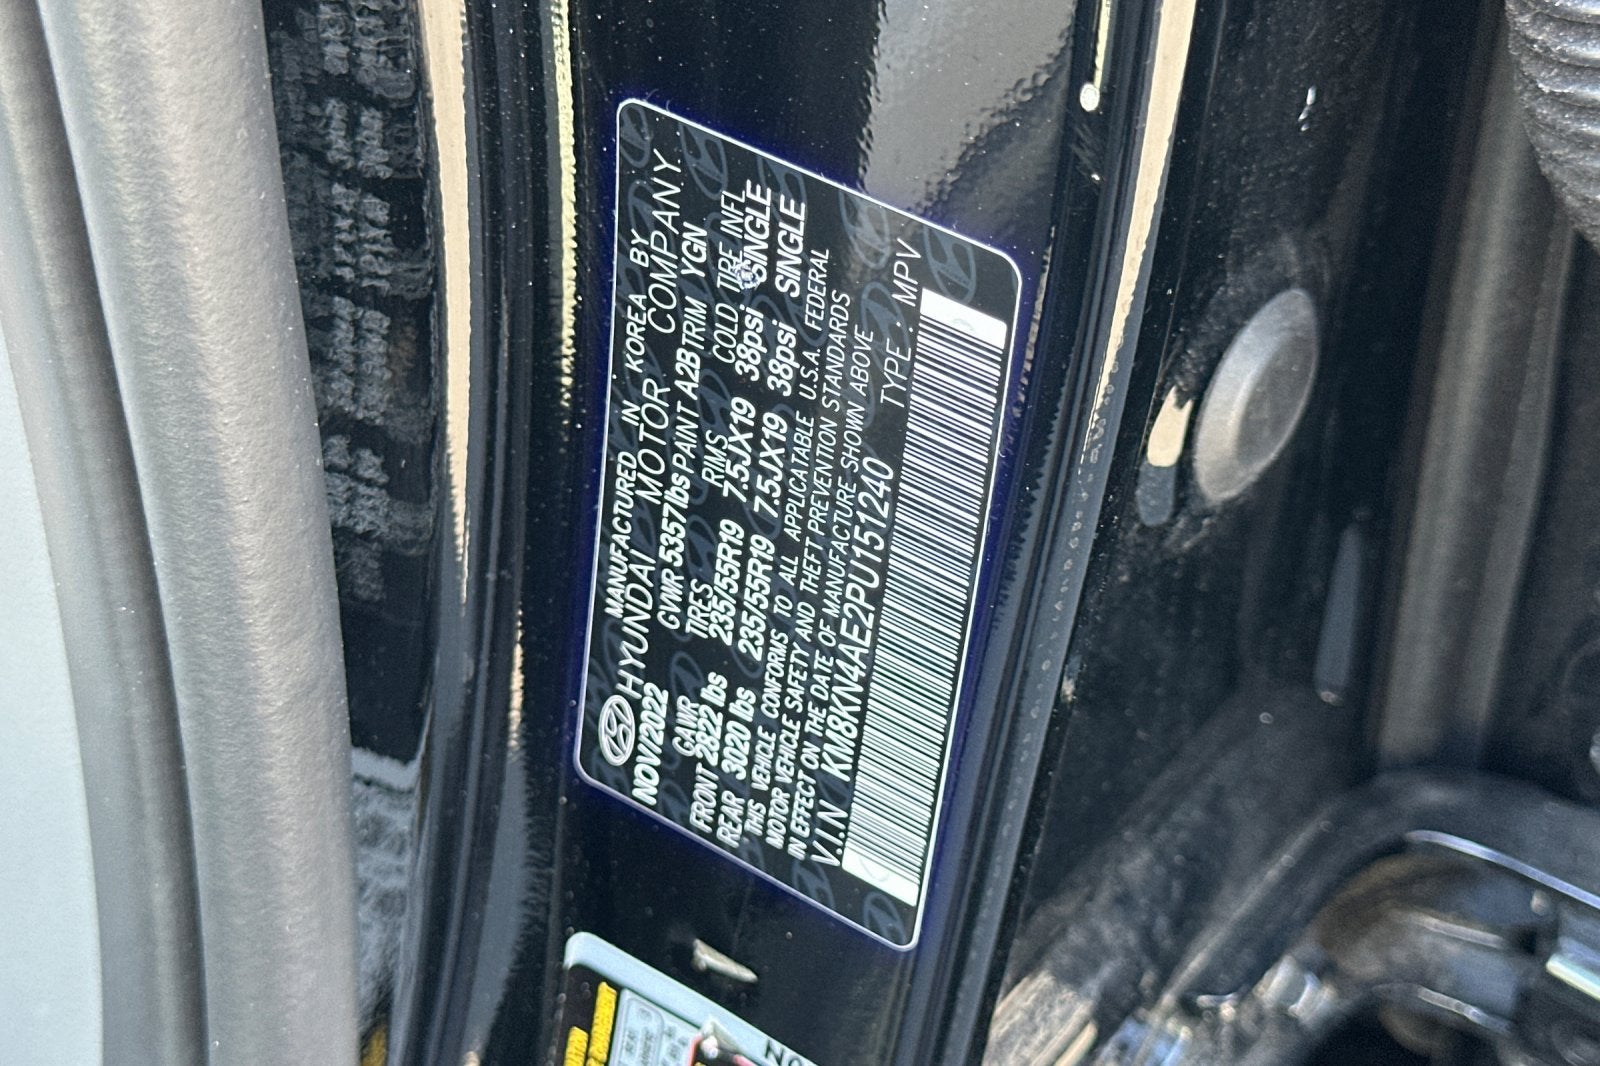 MANUFACTURED IN KOREA BY
HYUNDAI MOTOR COMPANY
NOV/2022 GVWR 5357lbs PAINT A2B TRIM YGN
GAWR TIRES RIMS COLD TIRE INFL.
FRONT 2822 lbs 235/55R19 7.5JX19 38psi. SINGLE
REAR 3020 lbs 235/55R19 7.5JX19 38psi SINGLE
THIS VEHICLE CONFORMS TO ALL APPLICATABLE U.S.A. FEDERAL
MOTOR VEHICLE SAFETY AND THEFT PREVENTION STANDARDS
IN EFFECT ON THE DATE OF MANUFACTURE SHOWN ABOVE
V.I.N KM8KN4AE2PU151240 TYPE . MPV